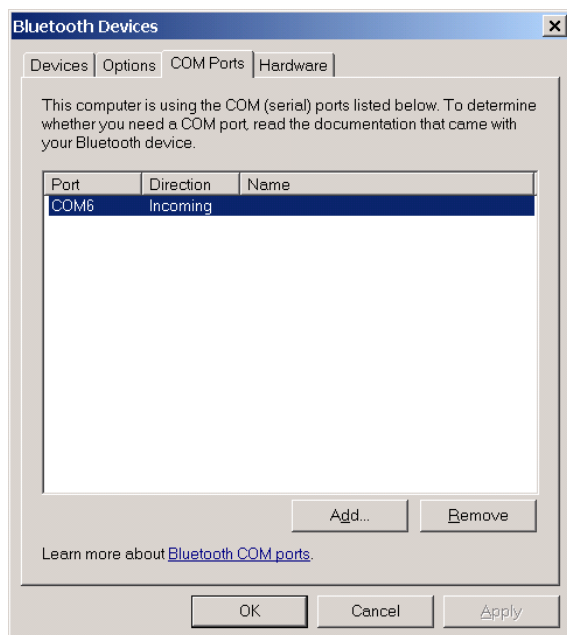 Bluetooth Devices
Devices Options COM Ports Hardware
This computer is using the COM (serial) ports listed below. To determine
whether you need a COM port, read the documentation that came with
your Bluetooth device.
Port Direction Name
COM6 Incoming
Add... Remove
Learn more about Bluetooth COM ports.
OK Cancel Apply